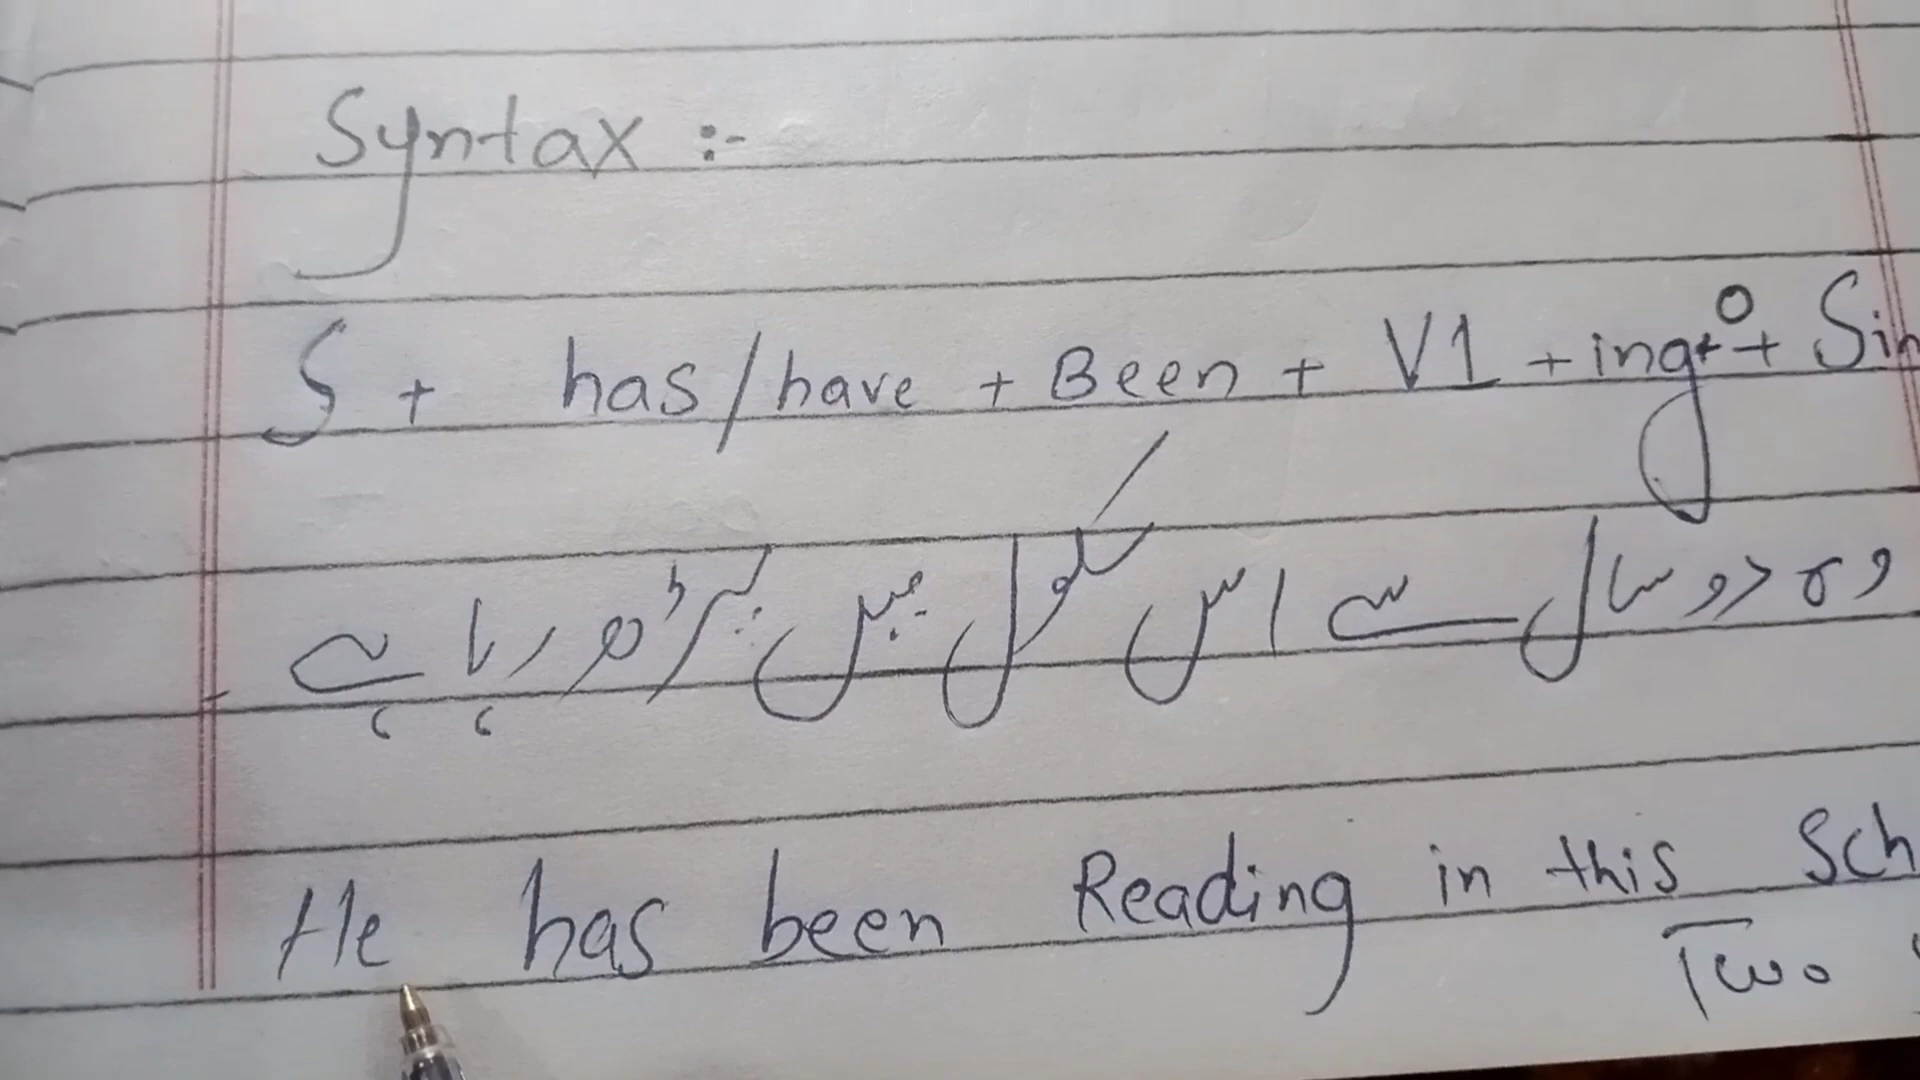 Syntax :-
S + has/have + Been + V1 + ing + o + Sin
وہ دو سال سے اس سکول میں پڑھ رہا ہے
He has been Reading in this Sch
Two